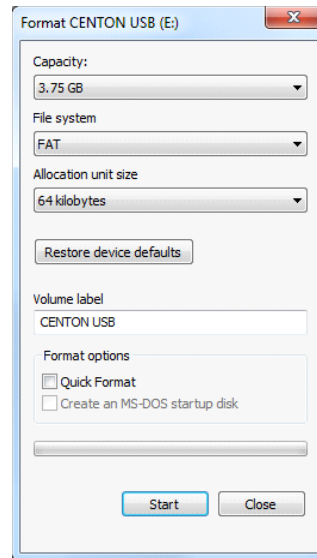 Format CENTON USB (E:)
Capacity:
3.75 GB
File system
FAT
Allocation unit size
64 kilobytes
Restore device defaults
Volume label
CENTON USB
Format options
Quick Format
Create an MS-DOS startup disk
Start Close